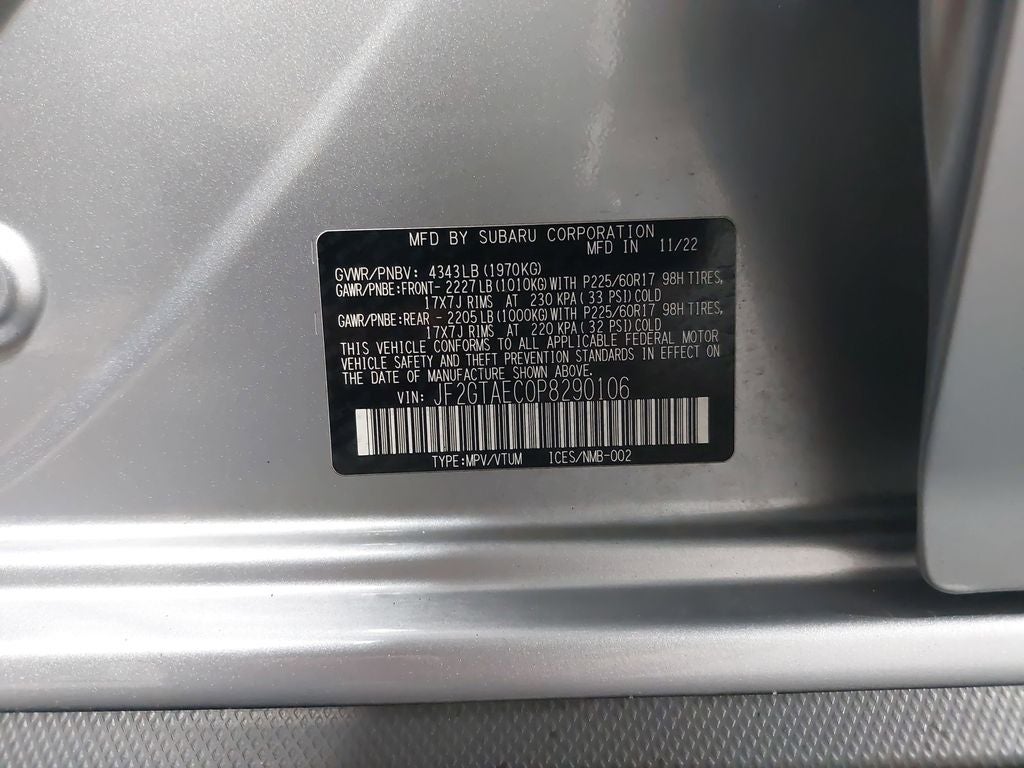 MFD BY SUBARU CORPORATION
MFD IN 11/22
GVWR/PNBV: 4343LB(1970KG)
GAWR/PNBE:FRONT- 2227LB(1010KG)WITH P225/60R17 98H TIRES,
17X7J RIMS AT 230 KPA(33 PSI)COLD
GAWR/PNBE:REAR - 2205LB(1000KG)WITH P225/60R17 98H TIRES,
17X7J RIMS AT 220 KPA(32 PSI)COLD
THIS VEHICLE CONFORMS TO ALL APPLICABLE FEDERAL MOTOR
VEHICLE SAFETY AND THEFT PREVENTION STANDARDS IN EFFECT ON
THE DATE OF MANUFACTURE SHOWN ABOVE.
VIN: JF2GTAEC0P8290106
TYPE:MPV/VTUM ICES/NMB-002